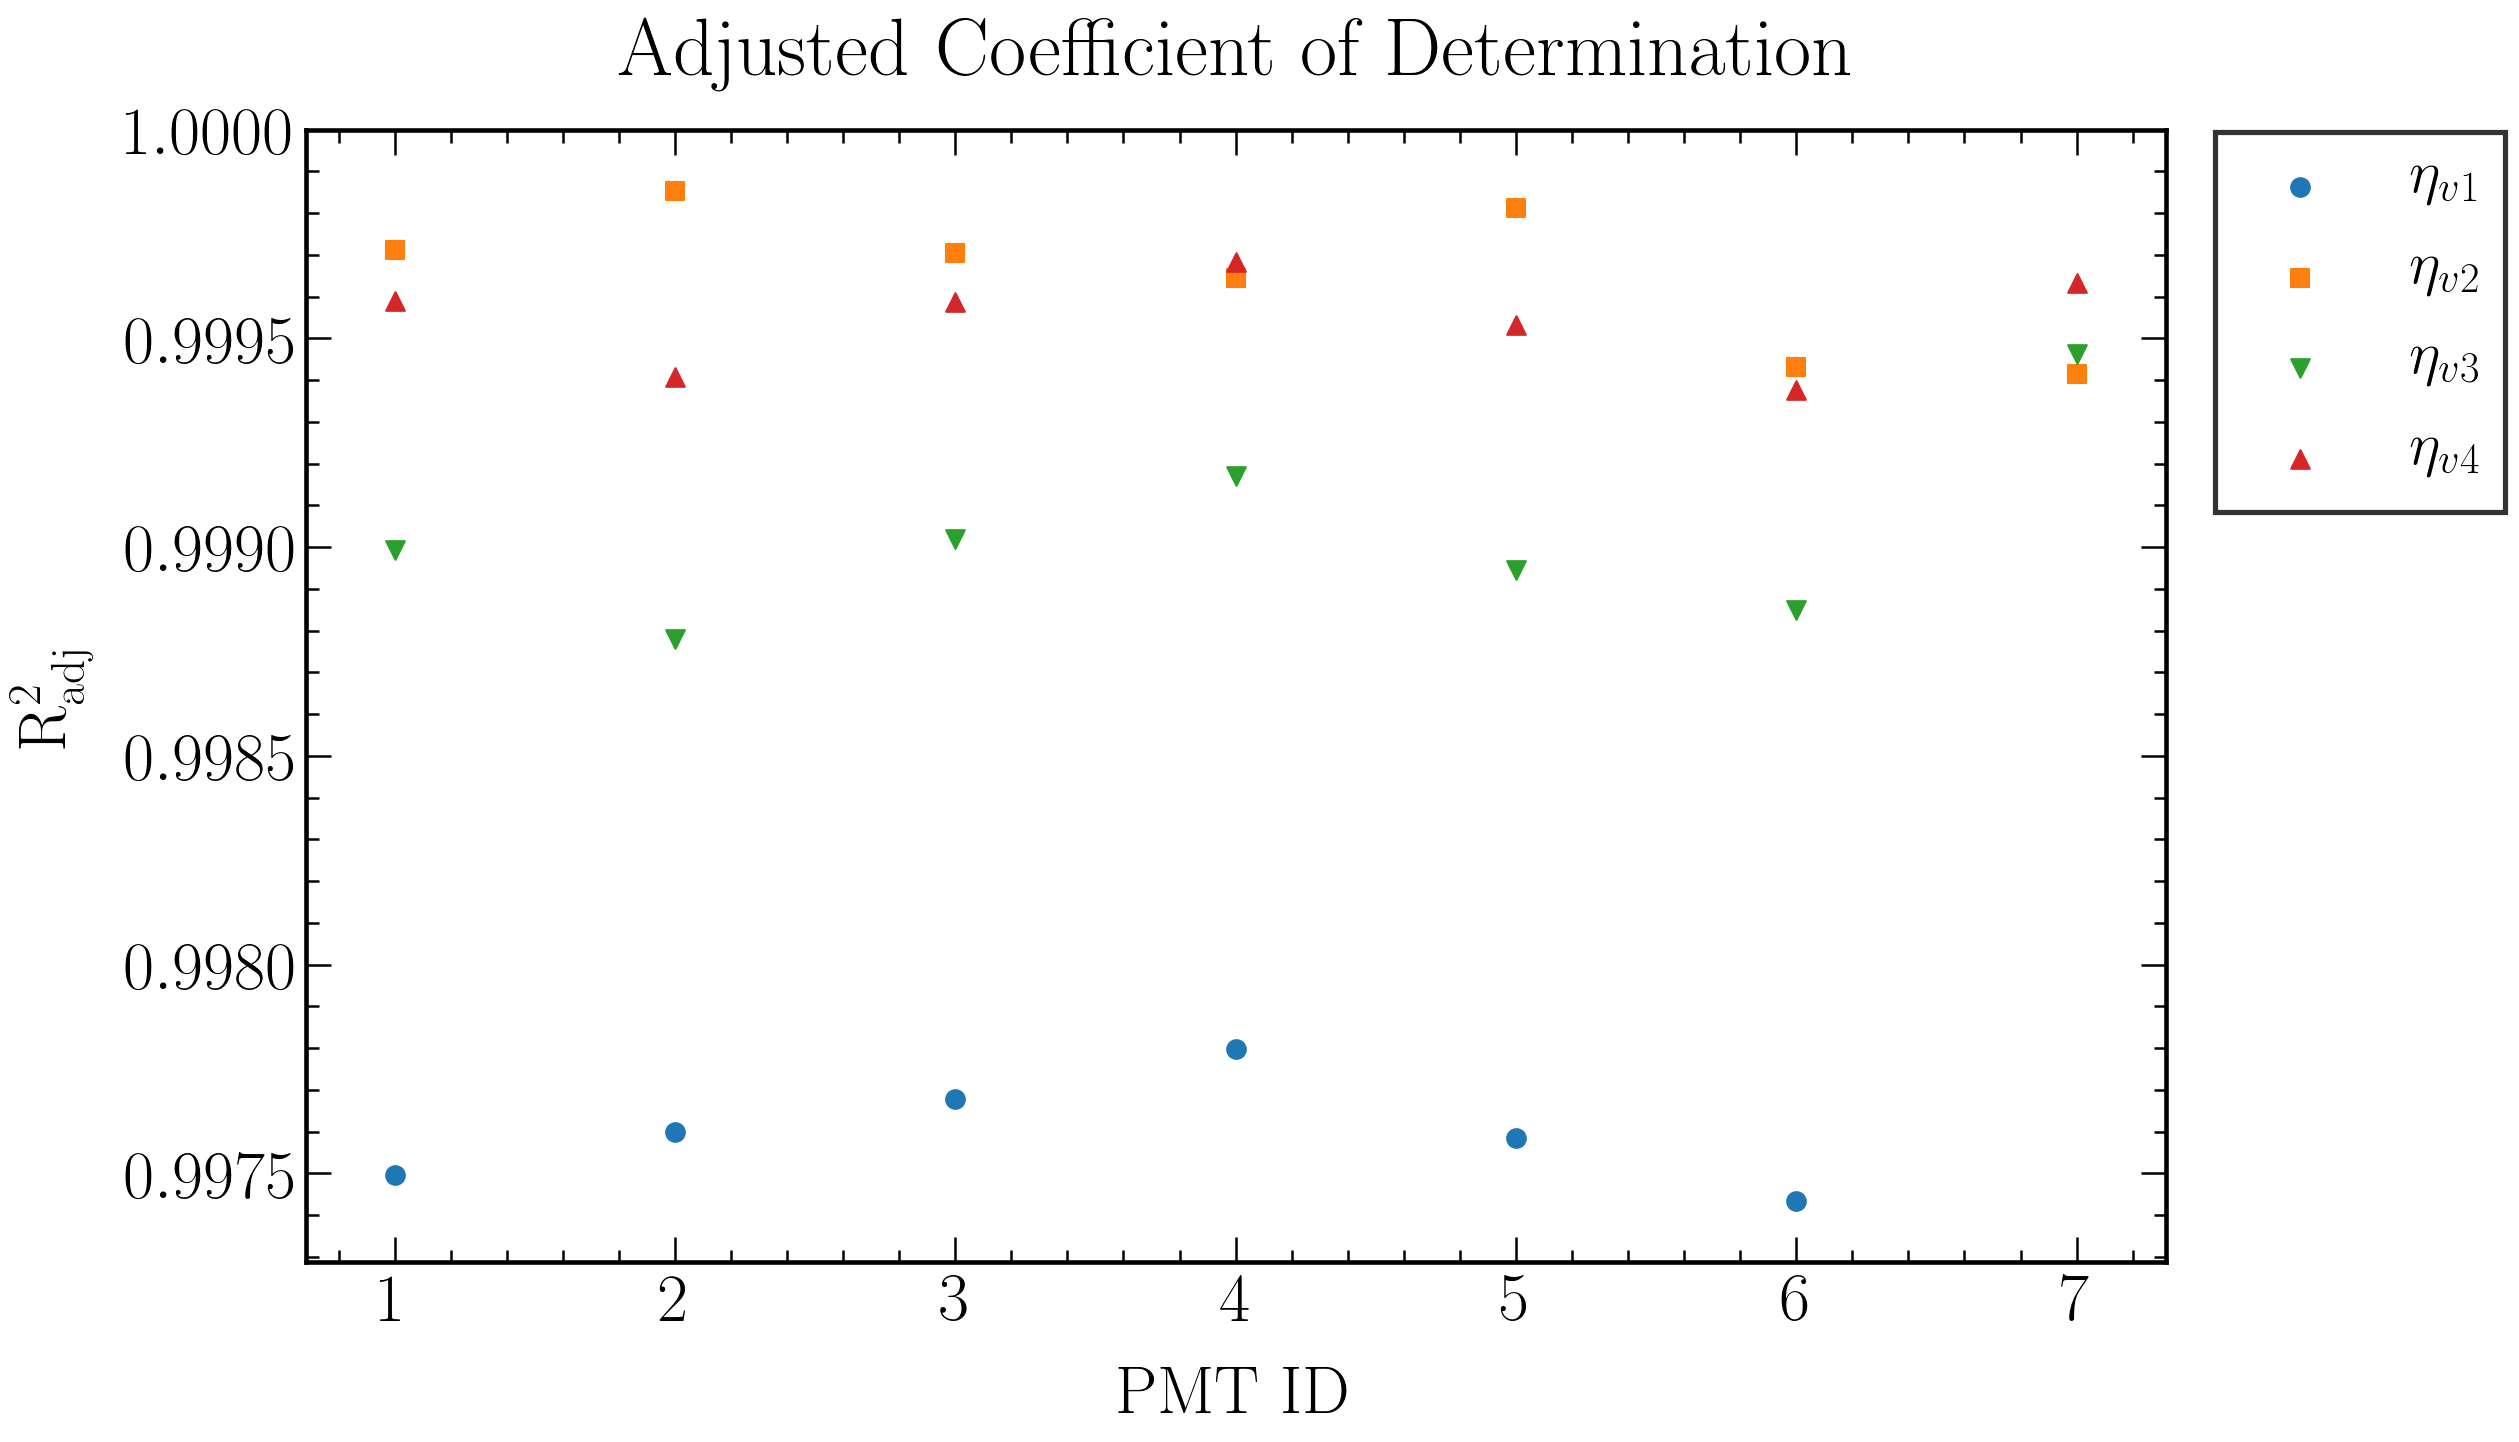 Adjusted Coefficient of Determination
1.0000
0.9995
0.9990
0.9985
0.9980
0.9975
R²adj
1 2 3 4 5 6 7
PMT ID
ηv1
ηv2
ηv3
ηv4